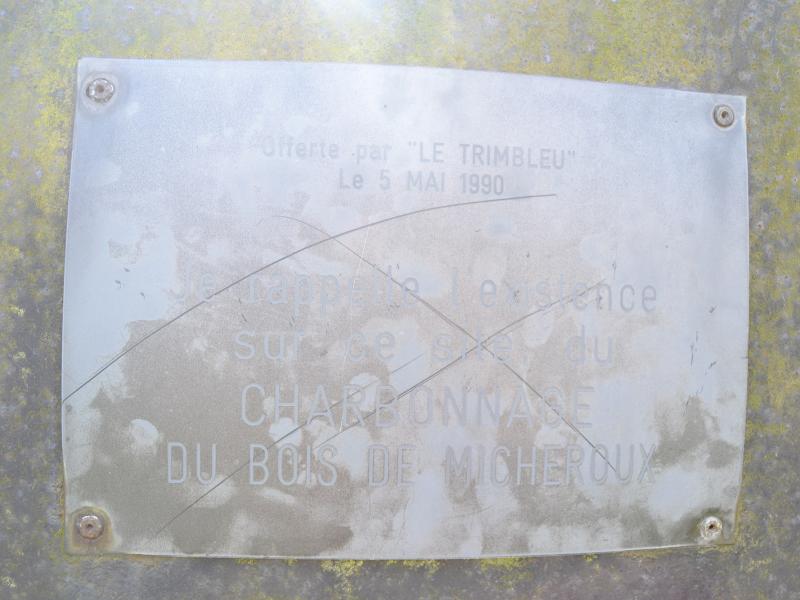 Offerte par "LE TRIMBLEU"
Le 5 MAI 1990
Je rappelle l'existence
sur ce site du
CHARBONNAGE
DU BOIS DE MICHEROUX